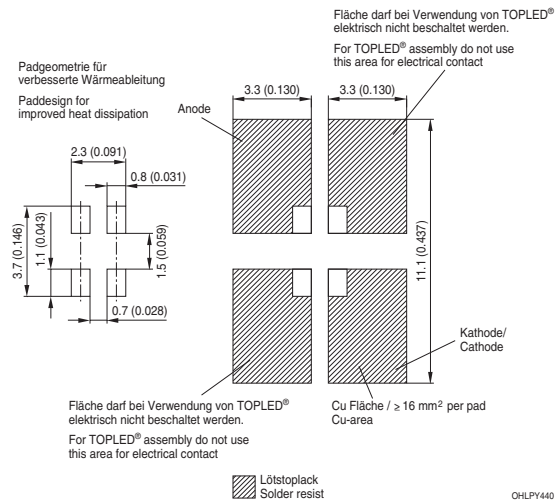 Fläche darf bei Verwendung von TOPLED®
elektrisch nicht beschaltet werden.
For TOPLED® assembly do not use
this area for electrical contact
Padgeometrie für
verbesserte Wärmeableitung
Paddesign for
improved heat dissipation
Anode
3.3 (0.130)
3.3 (0.130)
2.3 (0.091)
0.8 (0.031)
3.7 (0.146)
1.1 (0.043)
1.5 (0.059)
0.7 (0.028)
11.1 (0.437)
Kathode/
Cathode
Fläche darf bei Verwendung von TOPLED®
elektrisch nicht beschaltet werden.
For TOPLED® assembly do not use
this area for electrical contact
Cu Fläche / ≥ 16 mm² per pad
Cu-area
Lötstoplack
Solder resist
OHLPY440